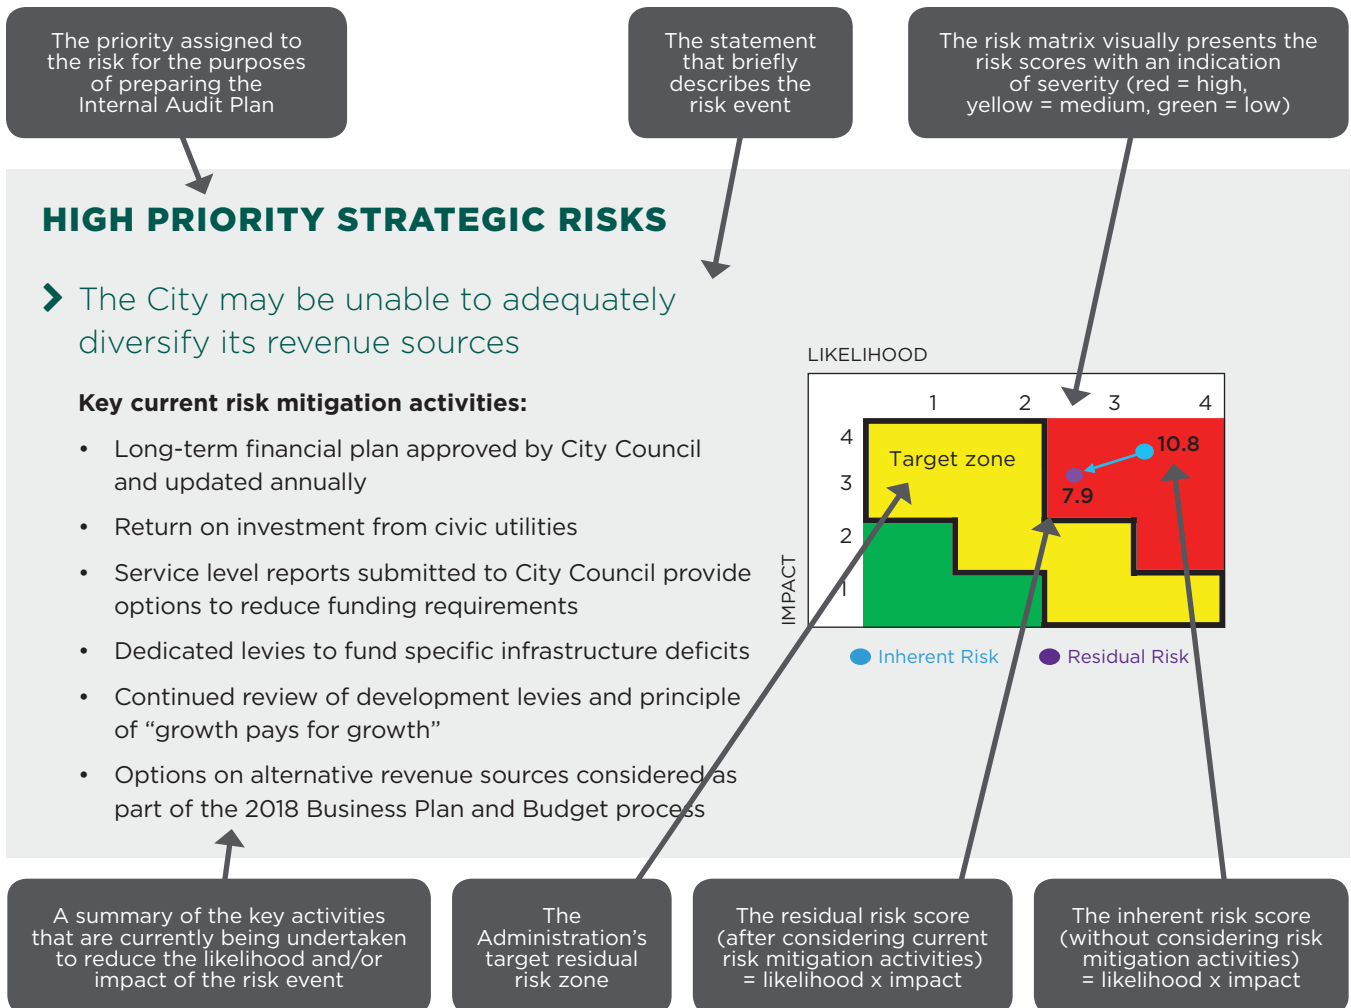 The priority assigned to
the risk for the purposes
of preparing the
Internal Audit Plan
The statement
that briefly
describes the
risk event
The risk matrix visually presents the
risk scores with an indication
of severity (red = high,
yellow = medium, green = low)
HIGH PRIORITY STRATEGIC RISKS
The City may be unable to adequately
diversify its revenue sources
Key current risk mitigation activities:
• Long-term financial plan approved by City Council
and updated annually
• Return on investment from civic utilities
• Service level reports submitted to City Council provide
options to reduce funding requirements
• Dedicated levies to fund specific infrastructure deficits
• Continued review of development levies and principle
of “growth pays for growth”
• Options on alternative revenue sources considered as
part of the 2018 Business Plan and Budget process
LIKELIHOOD
1 2 3 4
4
3
2
1
IMPACT
Target zone
10.8
7.9
Inherent Risk
Residual Risk
A summary of the key activities
that are currently being undertaken
to reduce the likelihood and/or
impact of the risk event
The
Administration’s
target residual
risk zone
The residual risk score
(after considering current
risk mitigation activities)
= likelihood x impact
The inherent risk score
(without considering risk
mitigation activities)
= likelihood x impact